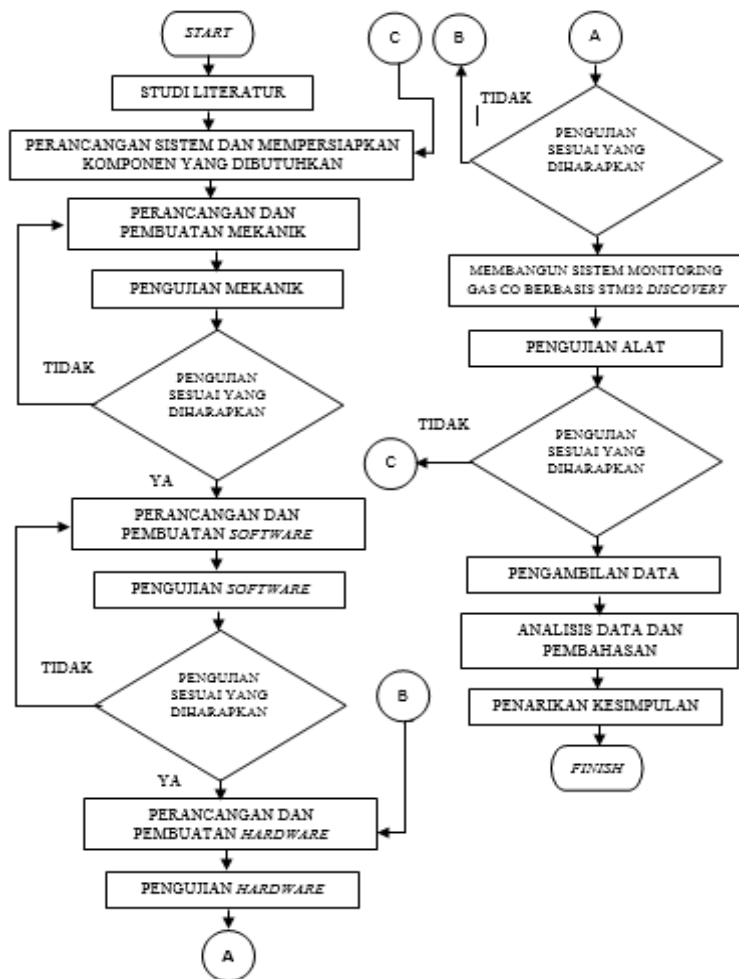 START
STUDI LITERATUR
PERANCANGAN SISTEM DAN MEMPERSIAPKAN
KOMPONEN YANG DIBUTUHKAN
PERANCANGAN DAN
PEMBUATAN MEKANIK
PENGUJIAN MEKANIK
TIDAK
PENGUJIAN
SESUAI YANG
DIHARAPKAN
YA
PERANCANGAN DAN
PEMBUATAN SOFTWARE
PENGUJIAN SOFTWARE
TIDAK
PENGUJIAN
SESUAI YANG
DIHARAPKAN
YA
PERANCANGAN DAN
PEMBUATAN HARDWARE
PENGUJIAN HARDWARE
A
C
B
B
A
TIDAK
PENGUJIAN
SESUAI YANG
DIHARAPKAN
MEMBANGUN SISTEM MONITORING
GAS CO BERBASIS STM32 DISCOVERY
PENGUJIAN ALAT
TIDAK
C
PENGUJIAN
SESUAI YANG
DIHARAPKAN
PENGAMBILAN DATA
ANALISIS DATA DAN
PEMBAHASAN
PENARIKAN KESIMPULAN
FINISH